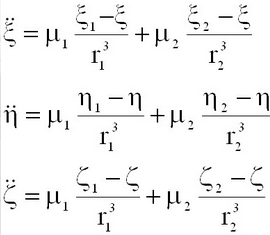 ξ̈ = μ₁ (ξ₁ − ξ)/r₁³ + μ₂ (ξ₂ − ξ)/r₂³
η̈ = μ₁ (η₁ − η)/r₁³ + μ₂ (η₂ − η)/r₂³
ζ̈ = μ₁ (ζ₁ − ζ)/r₁³ + μ₂ (ζ₂ − ζ)/r₂³